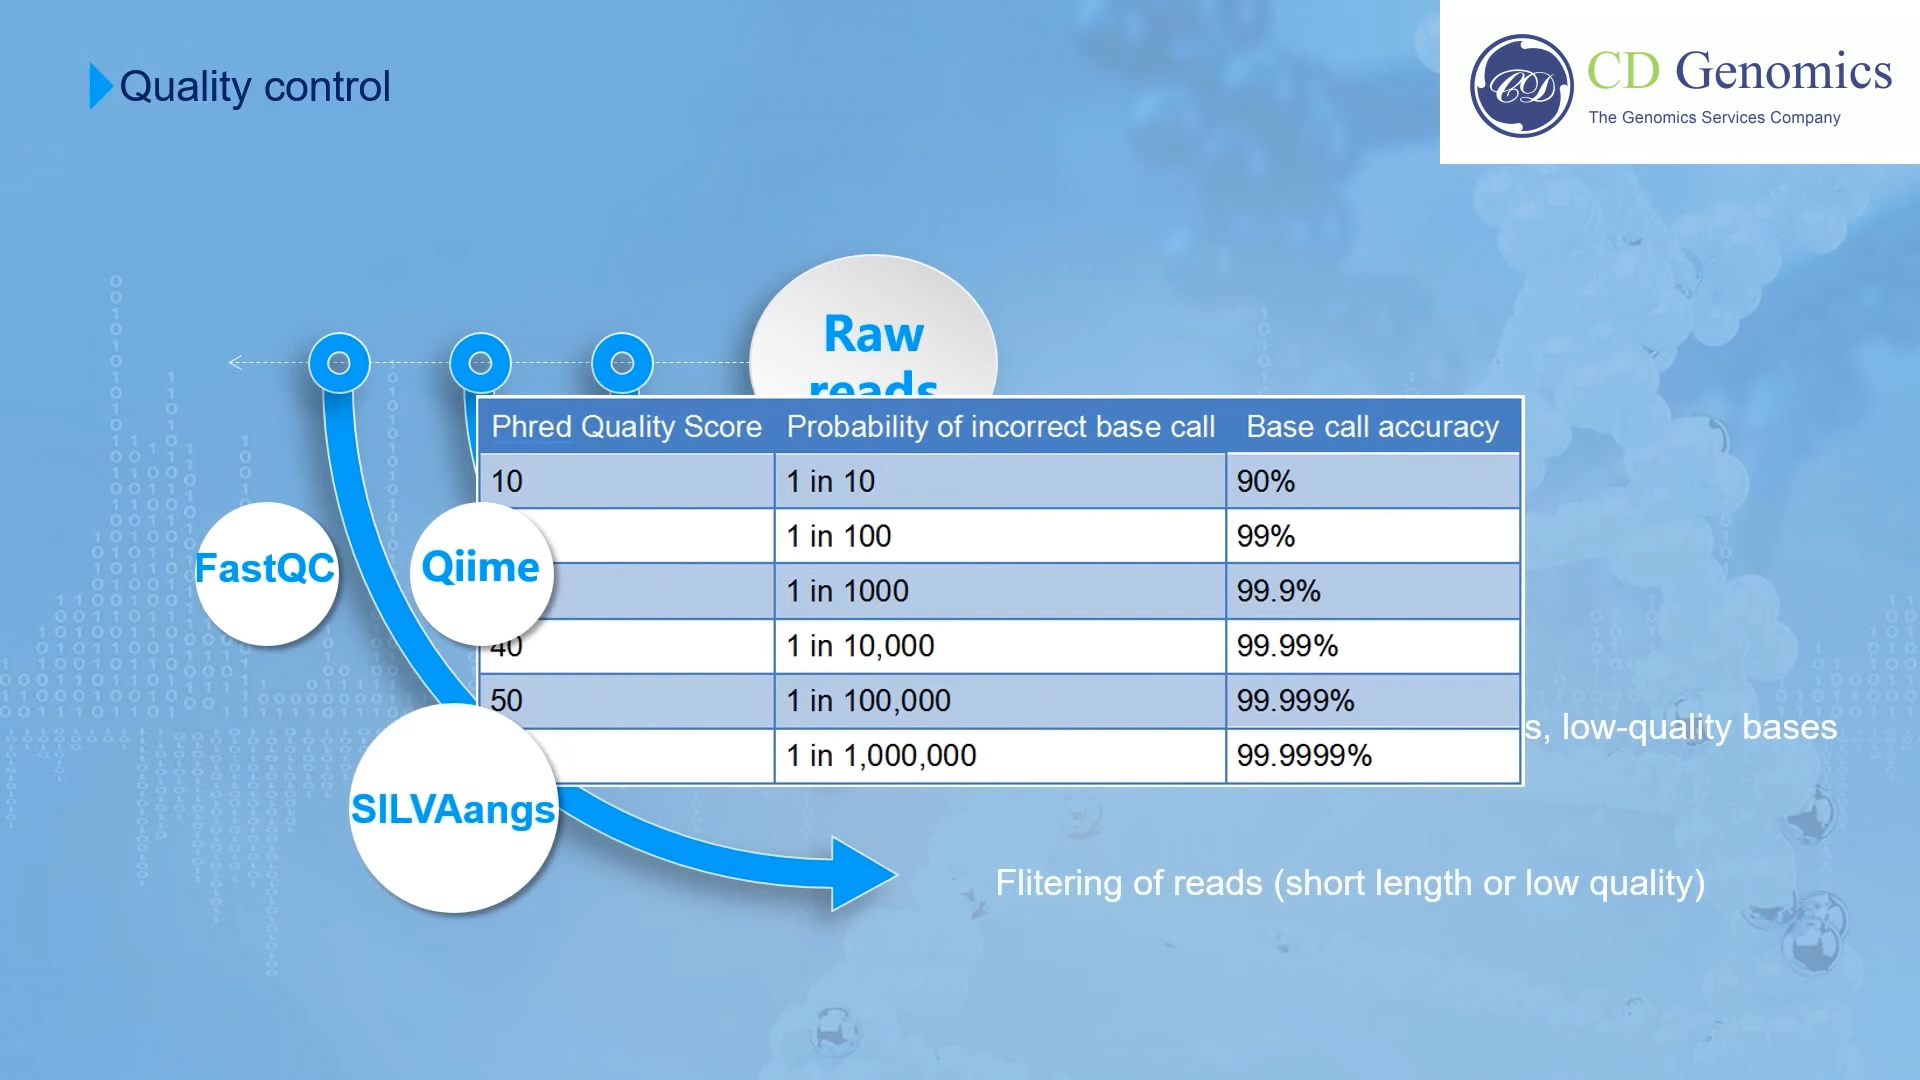 Quality control
CD Genomics
The Genomics Services Company
Raw
reads
Phred Quality Score Probability of incorrect base call Base call accuracy
10 1 in 10 90%
1 in 100 99%
1 in 1000 99.9%
40 1 in 10,000 99.99%
50 1 in 100,000 99.999%
1 in 1,000,000 99.9999%
FastQC
Qiime
SILVAangs
s, low-quality bases
Flitering of reads (short length or low quality)